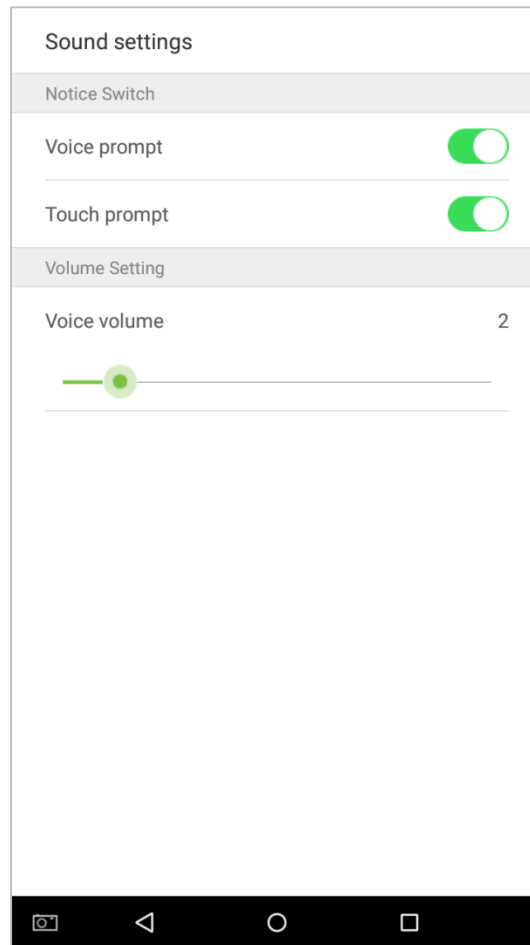 Sound settings
Notice Switch
Voice prompt
Touch prompt
Volume Setting
Voice volume 2